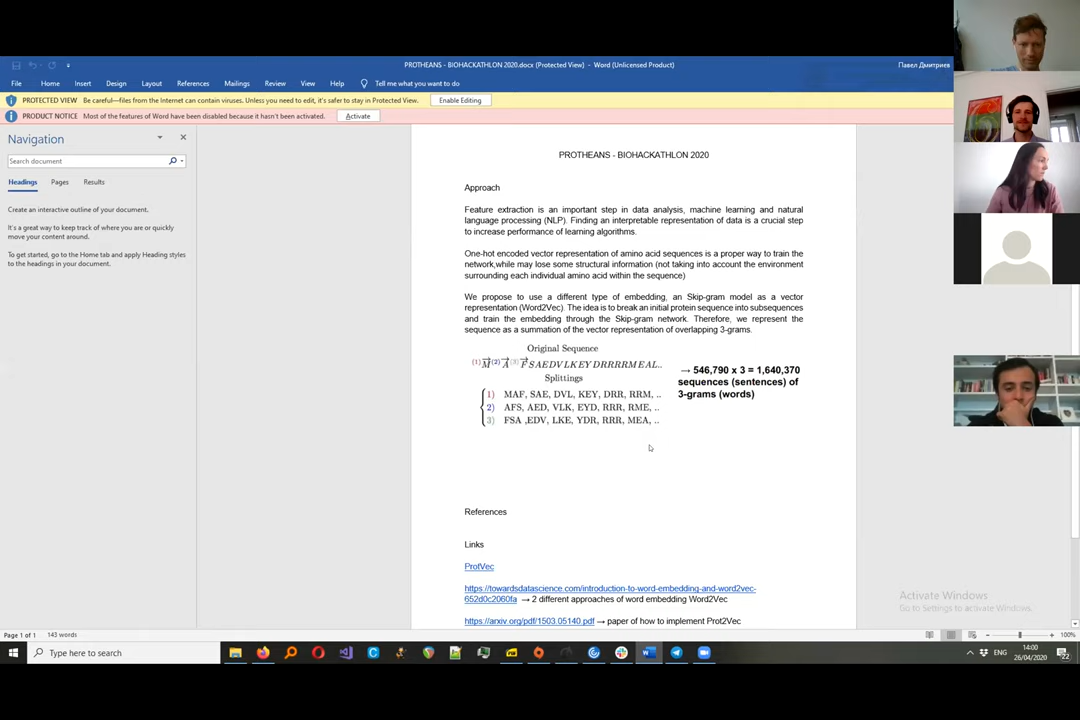 PROTHEANS - BIOHACKATHLON 2020.docx (Protected View) - Word (Unlicensed Product)
Павел Дмитриев
File Home Insert Design Layout References Mailings Review View Help Tell me what you want to do
PROTECTED VIEW Be careful—files from the Internet can contain viruses. Unless you need to edit, it's safer to stay in Protected View. Enable Editing
PRODUCT NOTICE Most of the features of Word have been disabled because it hasn't been activated. Activate
Navigation
Search document
Headings Pages Results
Create an interactive outline of your document.
It's a great way to keep track of where you are or quickly
move your content around.
To get started, go to the Home tab and apply Heading styles
to the headings in your document.
PROTHEANS - BIOHACKATHLON 2020
Approach
Feature extraction is an important step in data analysis, machine learning and natural
language processing (NLP). Finding an interpretable representation of data is a crucial step
to increase performance of learning algorithms.
One-hot encoded vector representation of amino acid sequences is a proper way to train the
network,while may lose some structural information (not taking into account the environment
surrounding each individual amino acid within the sequence)
We propose to use a different type of embedding, an Skip-gram model as a vector
representation (Word2Vec). The idea is to break an initial protein sequence into subsequences
and train the embedding through the Skip-gram network. Therefore, we represent the
sequence as a summation of the vector representation of overlapping 3-grams.
Original Sequence
(1) M (2) A (3) F SAEDVLKEYDRRRRMEAL..
Splittings
1) MAF, SAE, DVL, KEY, DRR, RRM, ..
2) AFS, AED, VLK, EYD, RRR, RME, ..
3) FSA ,EDV, LKE, YDR, RRR, MEA, ..
→ 546,790 x 3 = 1,640,370
sequences (sentences) of
3-grams (words)
References
Links
ProtVec
https://towardsdatascience.com/introduction-to-word-embedding-and-word2vec-
652d0c2060fa → 2 different approaches of word embedding Word2Vec
https://arxiv.org/pdf/1503.05140.pdf → paper of how to implement Prot2Vec
Activate Windows
Go to Settings to activate Windows.
Page 1 of 1 143 words
100%
Type here to search
ENG
14:00
26/04/2020
22